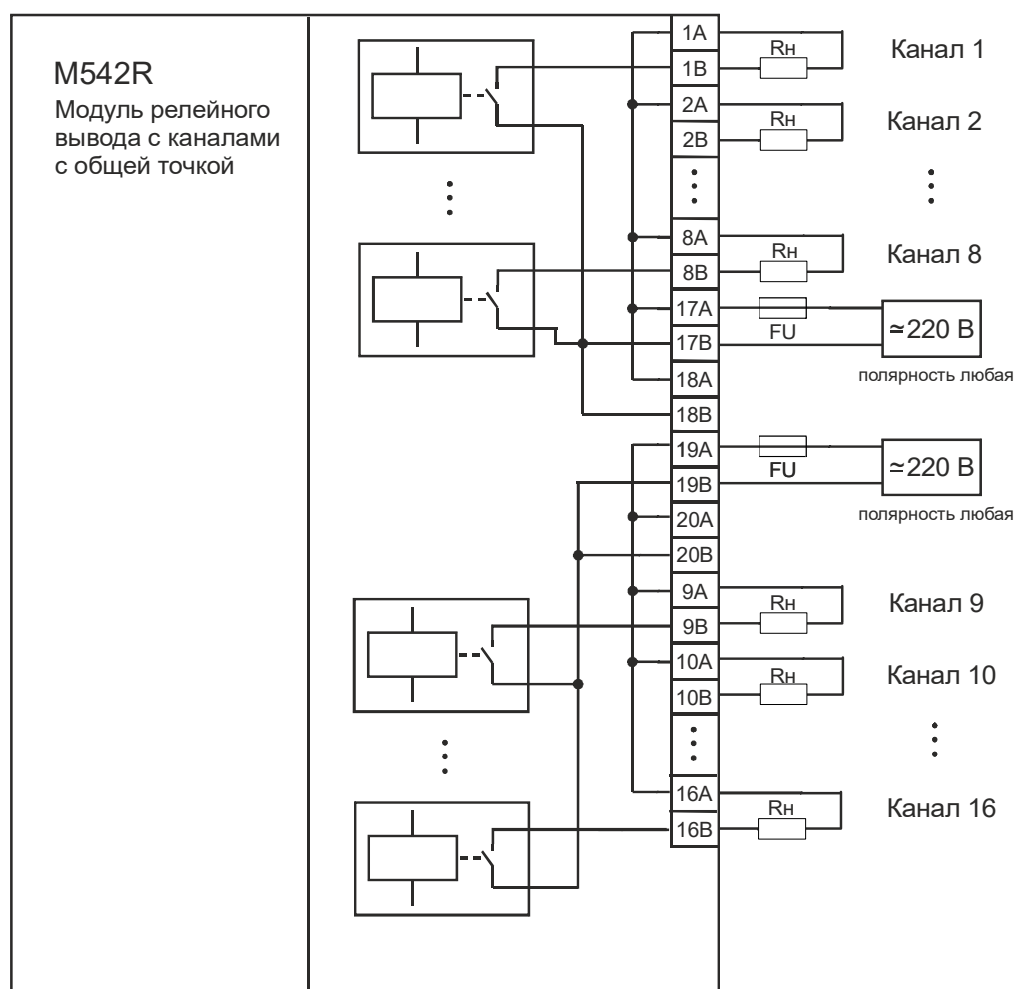 M542R
Модуль релейного
вывода с каналами
с общей точкой
1A
Rн
Канал 1
1B
2A
Rн
Канал 2
2B
8A
Rн
Канал 8
8B
17A
FU
≃220 В
17B
полярность любая
18A
18B
19A
FU
≃220 В
19B
полярность любая
20A
20B
9A
Rн
Канал 9
9B
10A
Rн
Канал 10
10B
16A
Rн
Канал 16
16B